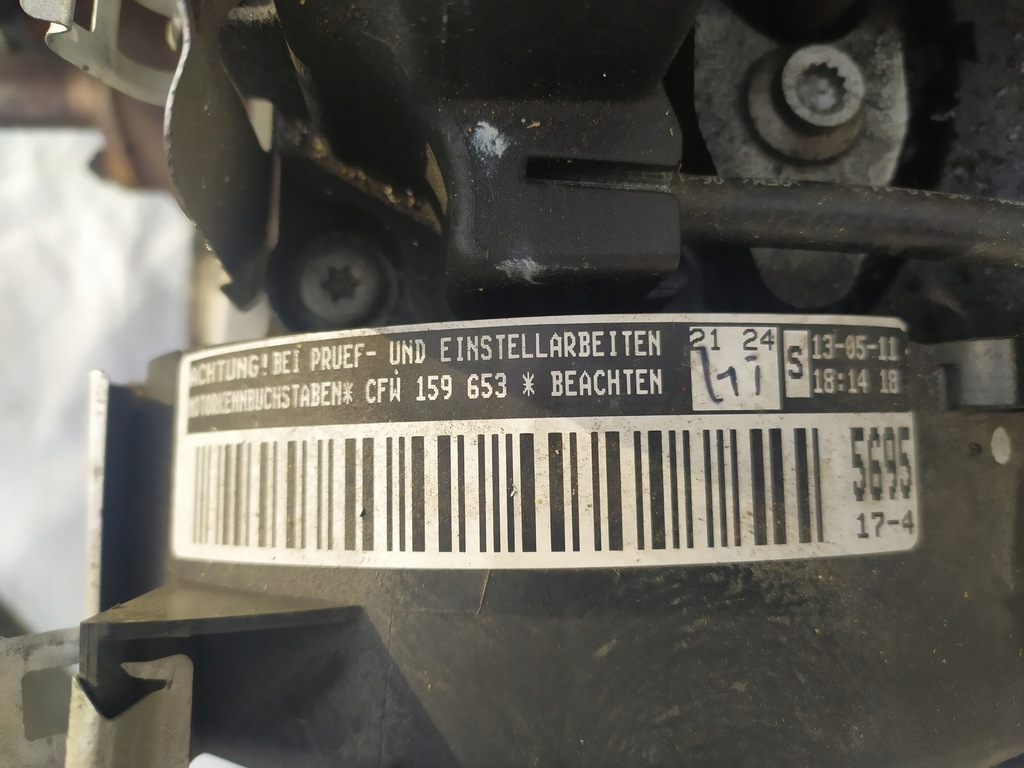 ACHTUNG! BEI PRUEF- UND EINSTELLARBEITEN
MOTORKENNBUCHSTABEN* CFW 159 653 * BEACHTEN
21 24
S
13-05-11
18:14 18
5695
17-4